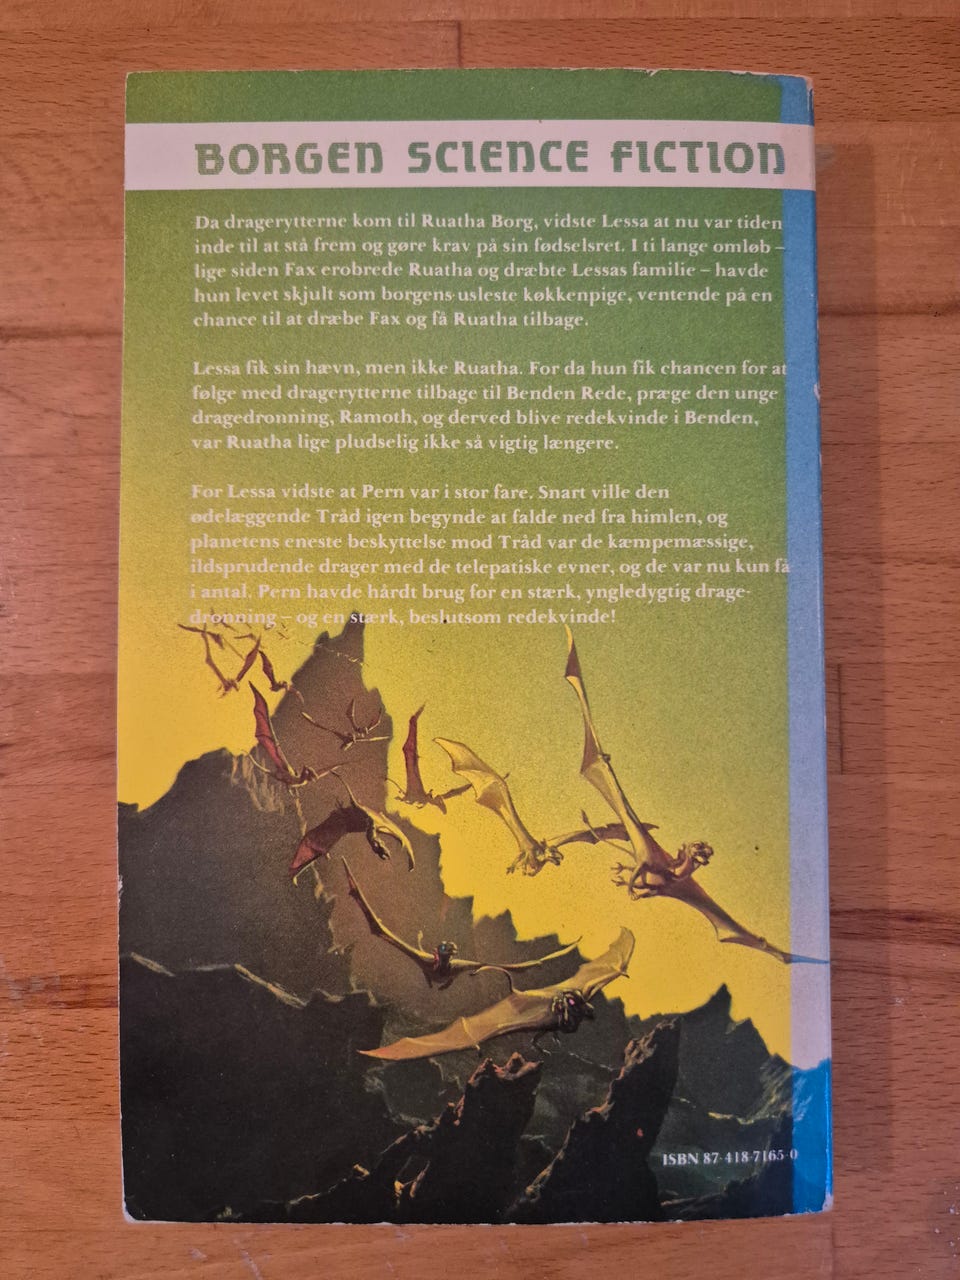 BORGEN SCIENCE FICTION
Da dragerytterne kom til Ruatha Borg, vidste Lessa at nu var tiden
inde til at stå frem og gøre krav på sin fødselsret. I ti lange omløb –
lige siden Fax erobrede Ruatha og dræbte Lessas familie – havde
hun levet skjult som borgens usleste køkkenpige, ventende på en
chance til at dræbe Fax og få Ruatha tilbage.
Lessa fik sin hævn, men ikke Ruatha. For da hun fik chancen for at
følge med dragerytterne tilbage til Benden Rede, præge den unge
dragedronning, Ramoth, og derved blive redekvinde i Benden,
var Ruatha lige pludselig ikke så vigtig længere.
For Lessa vidste at Pern var i stor fare. Snart ville den
ødelæggende Tråd igen begynde at falde ned fra himlen, og
planetens eneste beskyttelse mod Tråd var de kæmpemæssige,
ildsprudende drager med de telepatiske evner, og de var nu kun få
i antal. Pern havde hårdt brug for en stærk, yngledygtig drage-
dronning – og en stærk, beslutsom redekvinde!
ISBN 87-418-7165-0